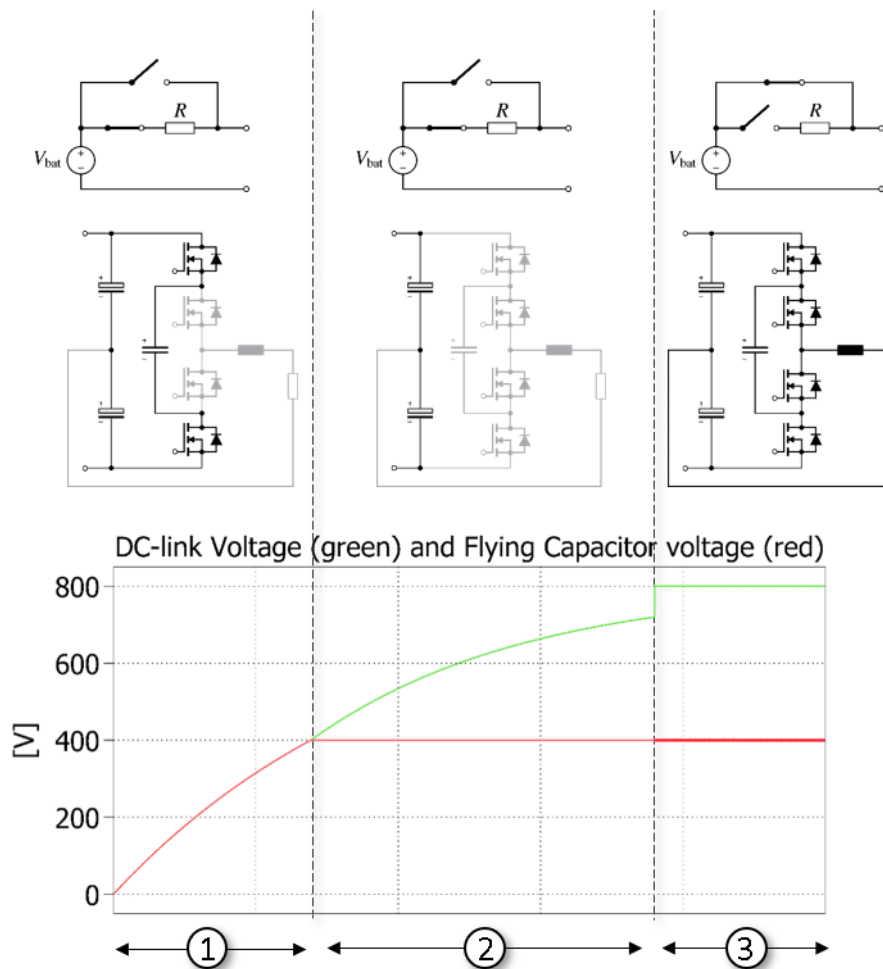 R R R
V_bat V_bat V_bat
+ + +
− − −
DC-link Voltage (green) and Flying Capacitor voltage (red)
[V]
800
600
400
200
0
1 2 3